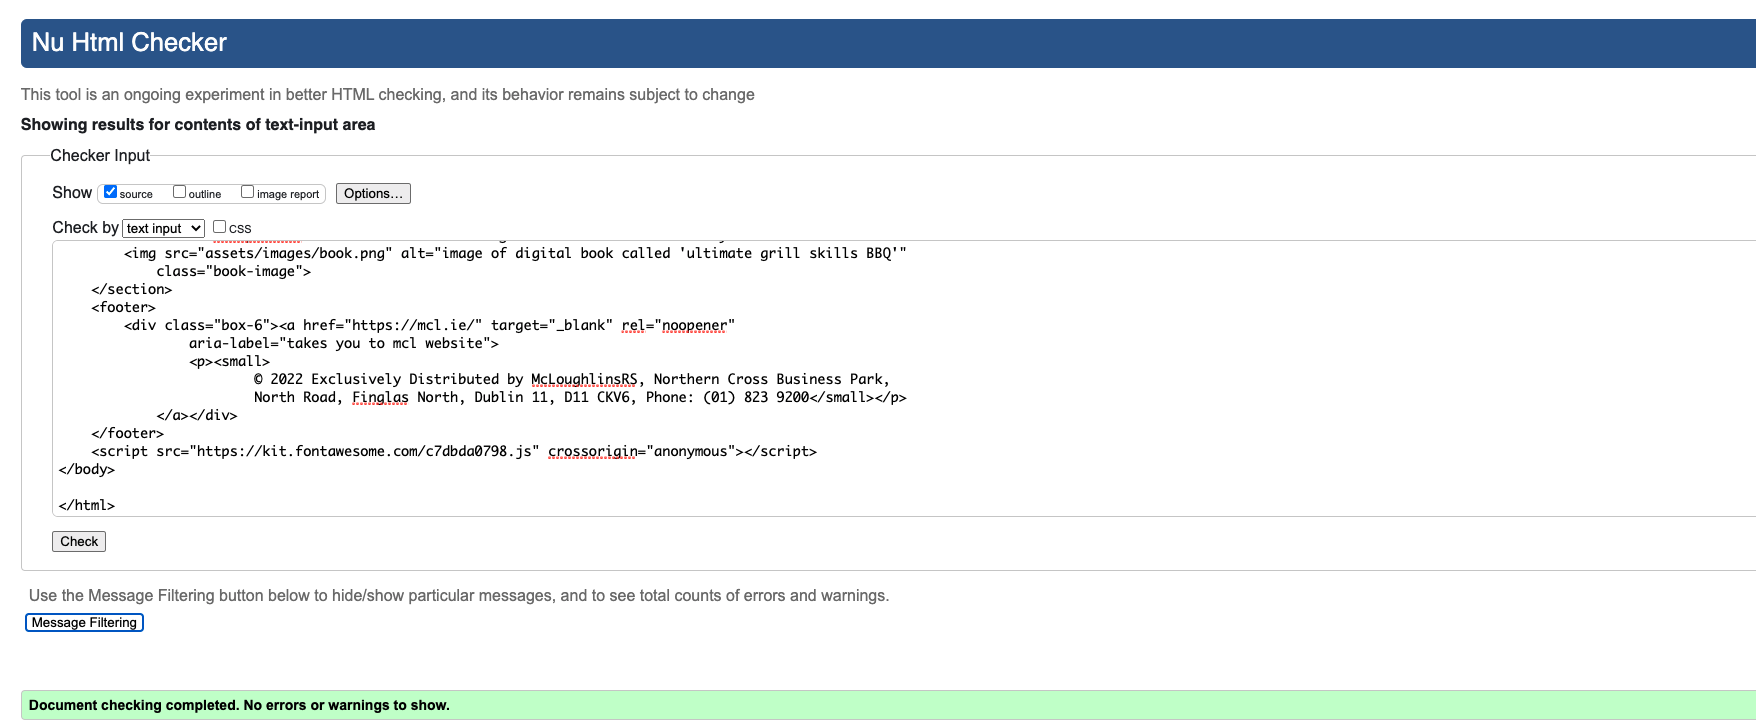 Nu Html Checker
This tool is an ongoing experiment in better HTML checking, and its behavior remains subject to change
Showing results for contents of text-input area
Checker Input
Show source outline image report Options...
Check by text input css
<img src="assets/images/book.png" alt="image of digital book called 'ultimate grill skills BBQ'"
class="book-image">
</section>
<footer>
<div class="box-6"><a href="https://mcl.ie/" target="_blank" rel="noopener"
aria-label="takes you to mcl website">
<p><small>
© 2022 Exclusively Distributed by McLoughlinsRS, Northern Cross Business Park,
North Road, Finglas North, Dublin 11, D11 CKV6, Phone: (01) 823 9200</small></p>
</a></div>
</footer>
<script src="https://kit.fontawesome.com/c7dbda0798.js" crossorigin="anonymous"></script>
</body>
</html>
Check
Use the Message Filtering button below to hide/show particular messages, and to see total counts of errors and warnings.
Message Filtering
Document checking completed. No errors or warnings to show.